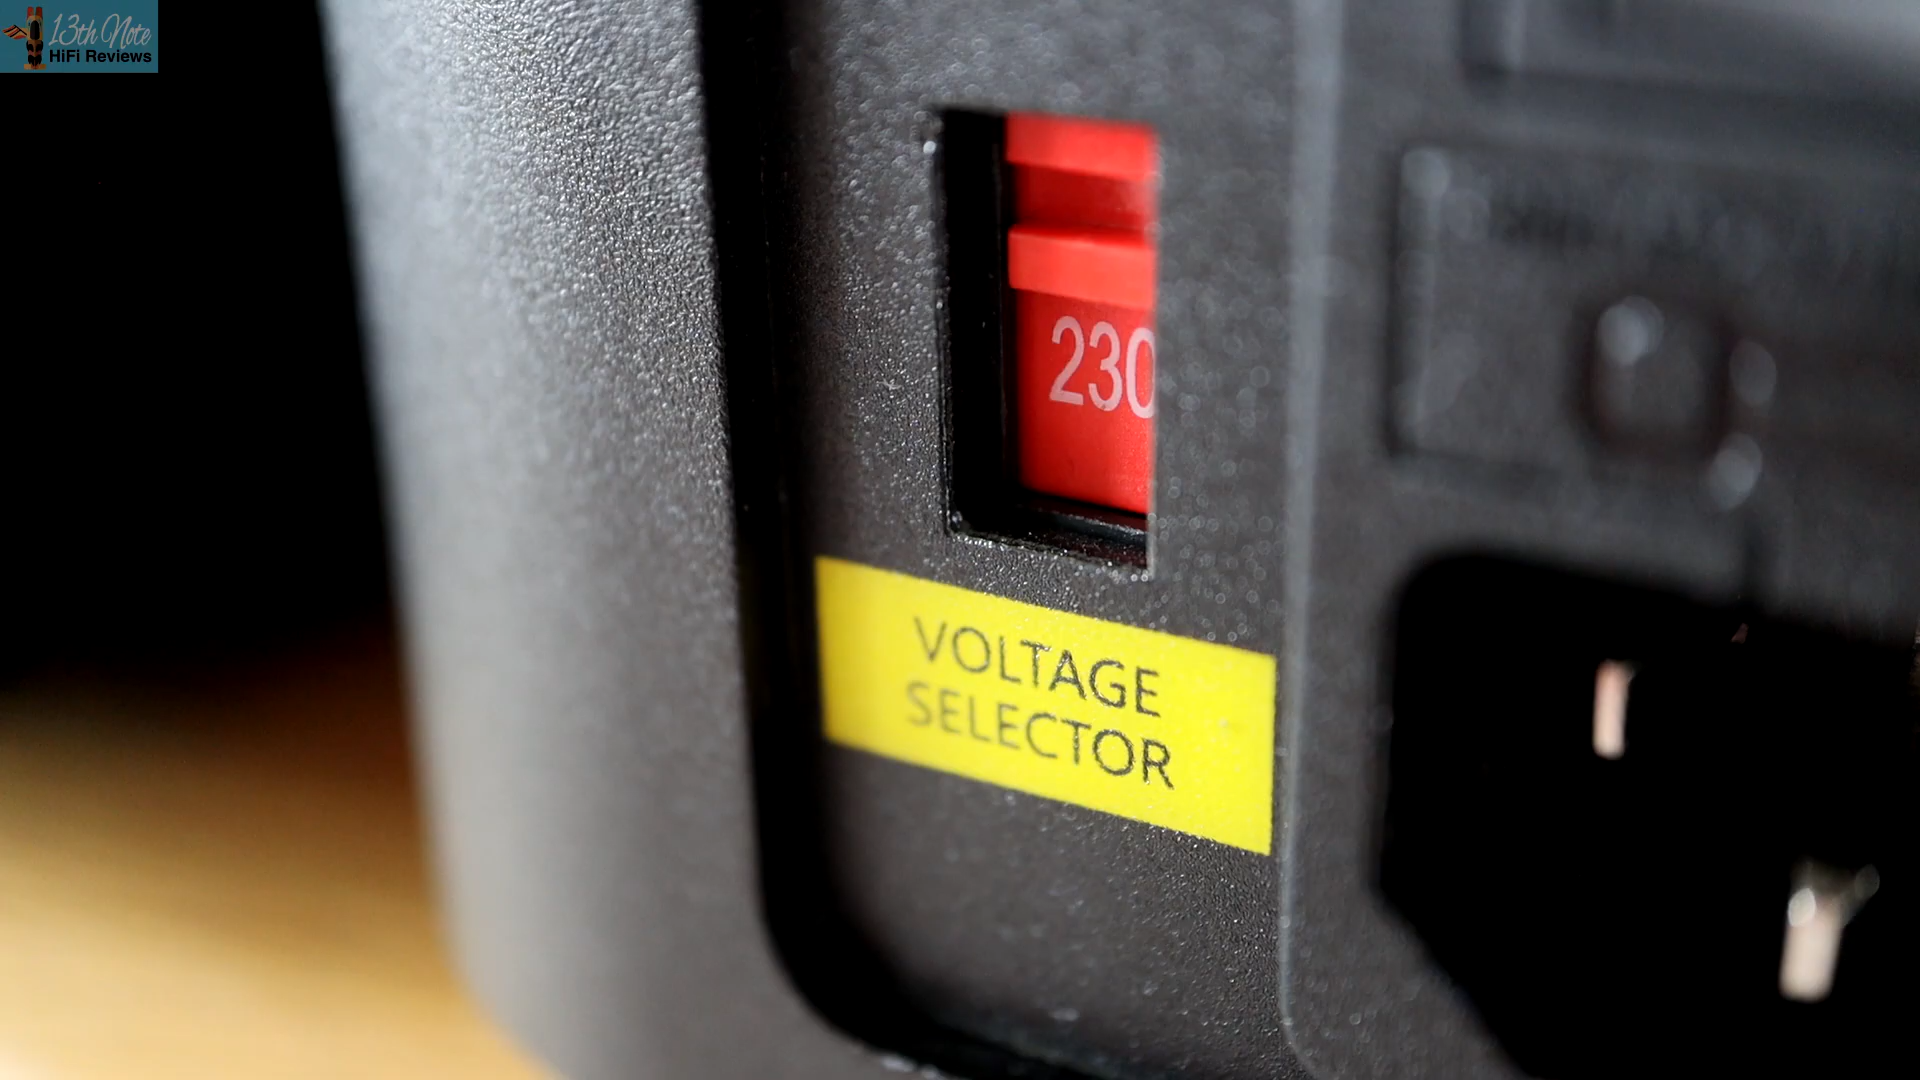 13th Note
HiFi Reviews
230
VOLTAGE
SELECTOR